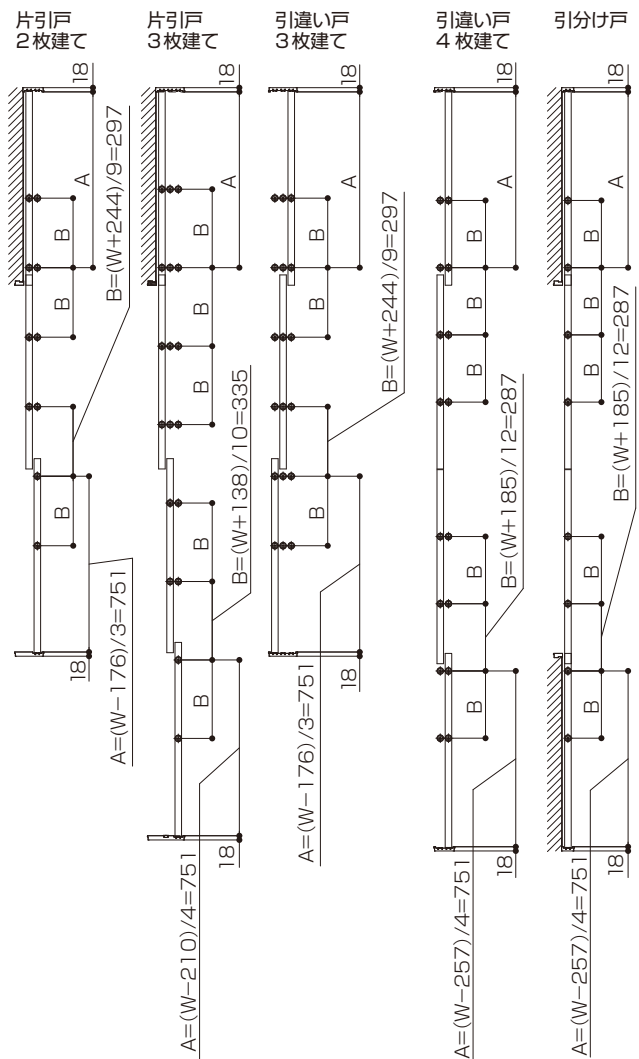 片引戸
2枚建て
18
A
B
B
B=(W+244)/9=297
B
A=(W−176)/3=751
18
片引戸
3枚建て
18
A
B
B
B
B
B=(W+138)/10=335
B
A=(W−210)/4=751
18
引違い戸
3枚建て
18
A
B
B
B=(W+244)/9=297
B
A=(W−176)/3=751
18
引違い戸
4枚建て
18
A
B
B
B
B
B=(W+185)/12=287
B
A=(W−257)/4=751
18
引分け戸
18
A
B
B
B
B
B=(W+185)/12=287
B
A=(W−257)/4=751
18